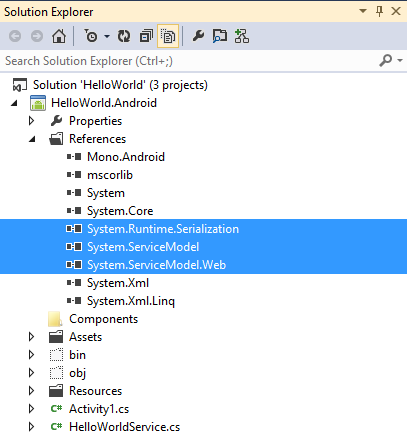 Solution Explorer
Search Solution Explorer (Ctrl+;)
Solution 'HelloWorld' (3 projects)
HelloWorld.Android
Properties
References
Mono.Android
mscorlib
System
System.Core
System.Runtime.Serialization
System.ServiceModel
System.ServiceModel.Web
System.Xml
System.Xml.Linq
Components
Assets
bin
obj
Resources
C# Activity1.cs
C# HelloWorldService.cs